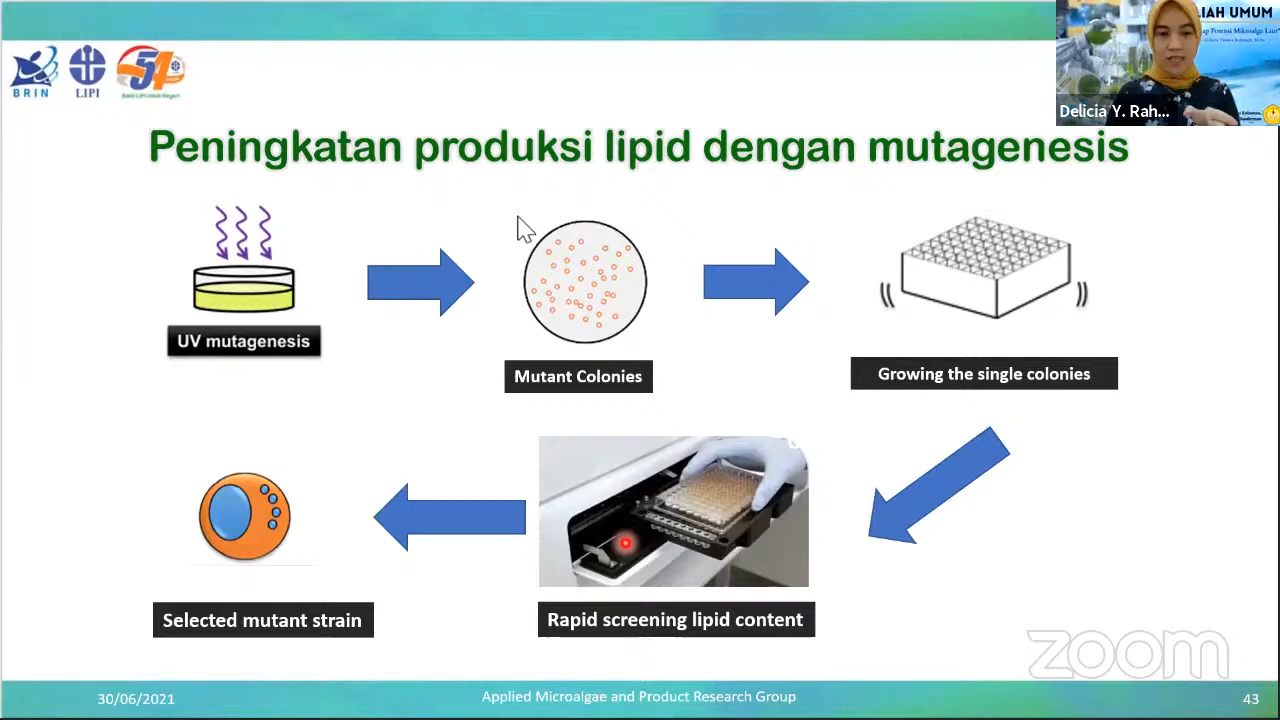 LIAH UMUM
BRIN
LIPI
Delicia Y. Rah...
Peningkatan produksi lipid dengan mutagenesis
UV mutagenesis
Mutant Colonies
Growing the single colonies
Selected mutant strain
Rapid screening lipid content
zoom
30/06/2021
Applied Microalgae and Product Research Group
43